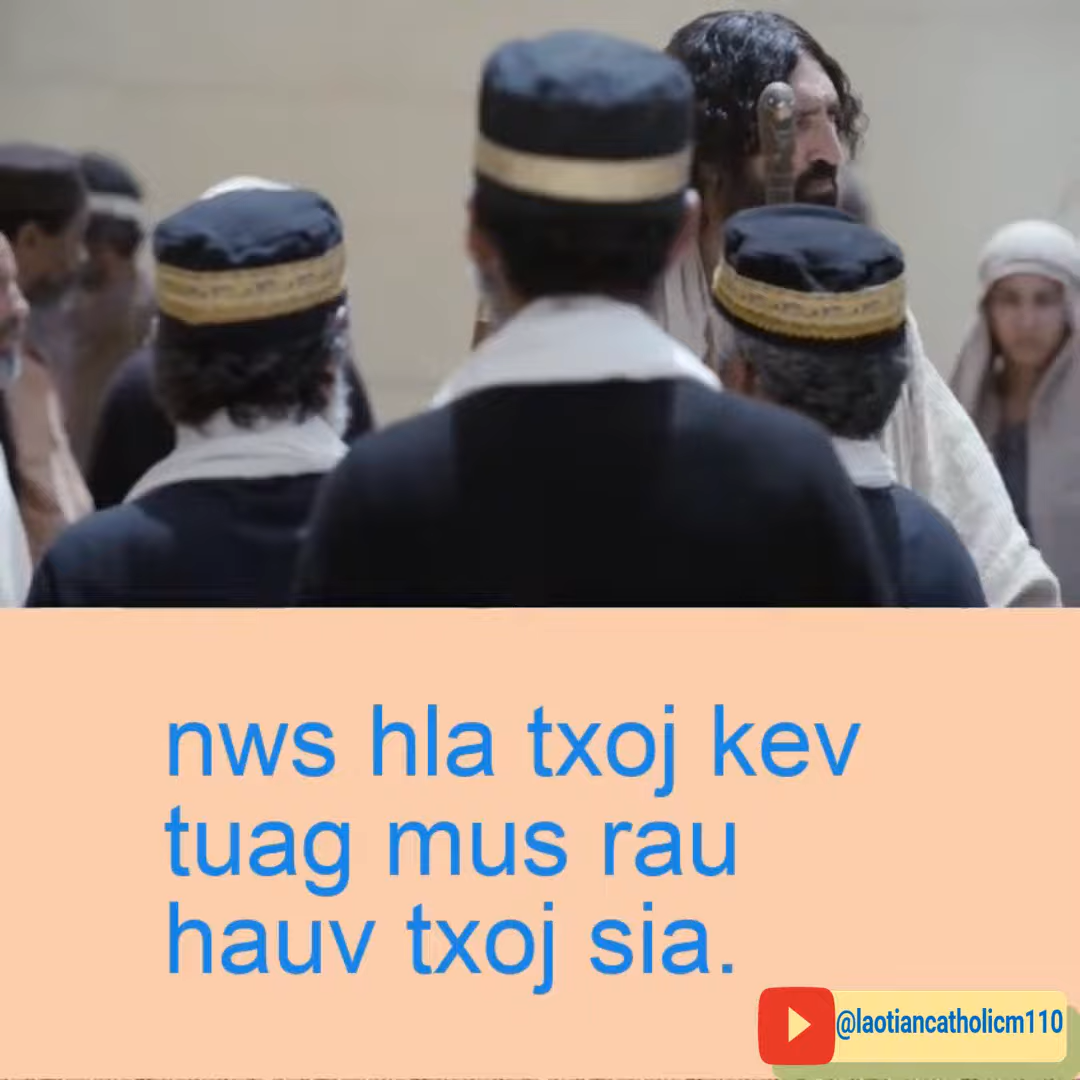 nws hla txoj kev
tuag mus rau
hauv txoj sia.
@laotiancatholicm110